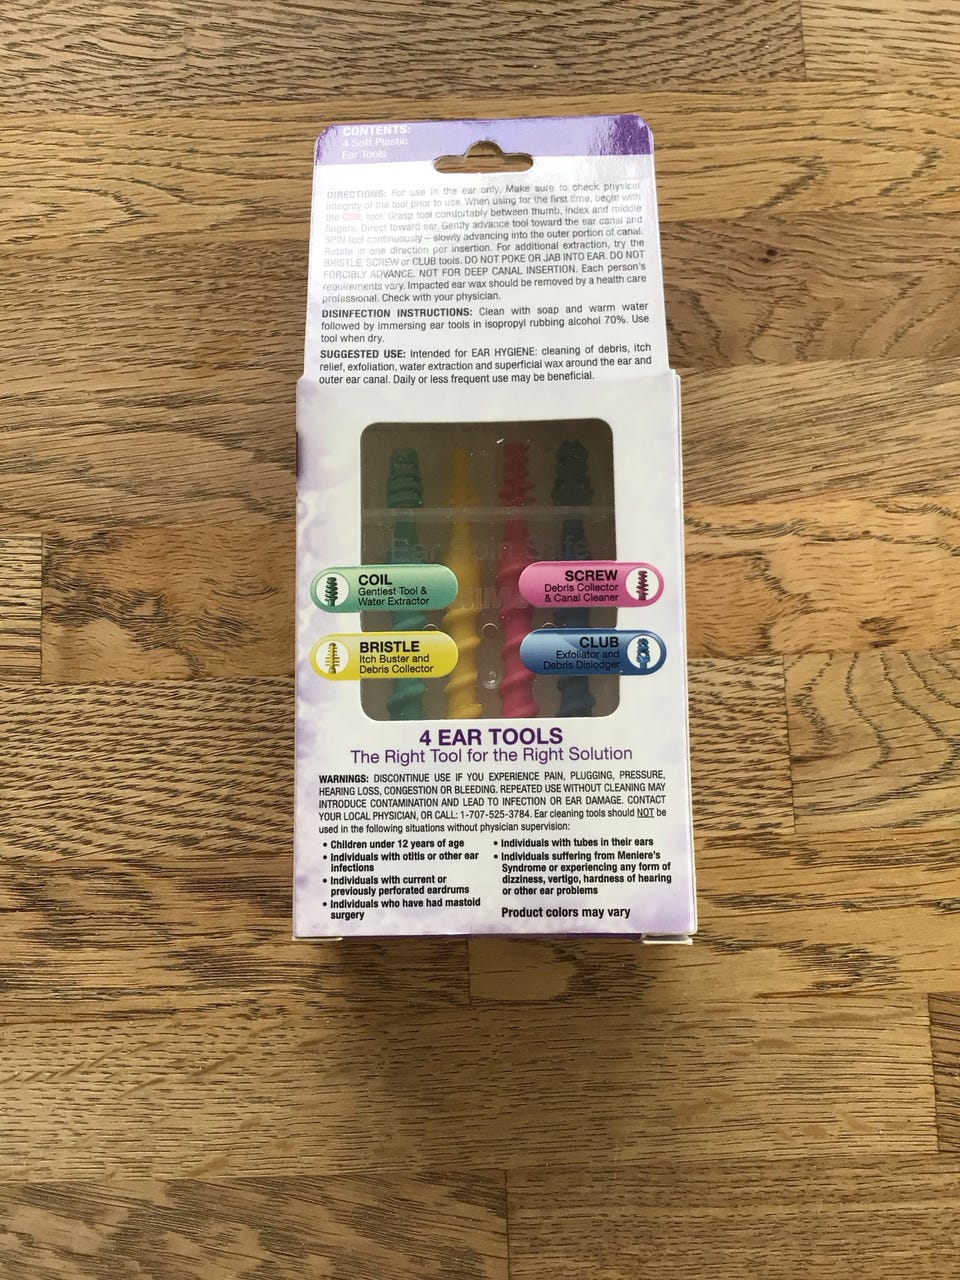 CONTENTS:
4 Soft Plastic
Ear Tools
DIRECTIONS: For use in the ear only. Make sure to check physical
integrity of the tool prior to use. When using for the first time, begin with
the COIL tool. Grasp tool comfortably between thumb, index and middle
fingers. Direct toward ear. Gently advance tool toward the ear canal and
SPIN tool continuously – slowly advancing into the outer portion of canal.
Rotate in one direction per insertion. For additional extraction, try the
BRISTLE, SCREW or CLUB tools. DO NOT POKE OR JAB INTO EAR. DO NOT
FORCIBLY ADVANCE. NOT FOR DEEP CANAL INSERTION. Each person's
requirements vary. Impacted ear wax should be removed by a health care
professional. Check with your physician.
DISINFECTION INSTRUCTIONS: Clean with soap and warm water
followed by immersing ear tools in isopropyl rubbing alcohol 70%. Use
tool when dry.
SUGGESTED USE: Intended for EAR HYGIENE: cleaning of debris, itch
relief, exfoliation, water extraction and superficial wax around the ear and
outer ear canal. Daily or less frequent use may be beneficial.
Ear Spin Safe
COIL
Gentlest Tool &
Water Extractor
SCREW
Debris Collector
& Canal Cleaner
BRISTLE
Itch Buster and
Debris Collector
CLUB
Exfoliator and
Debris Dislodger
4 EAR TOOLS
The Right Tool for the Right Solution
WARNINGS: DISCONTINUE USE IF YOU EXPERIENCE PAIN, PLUGGING, PRESSURE,
HEARING LOSS, CONGESTION OR BLEEDING. REPEATED USE WITHOUT CLEANING MAY
INTRODUCE CONTAMINATION AND LEAD TO INFECTION OR EAR DAMAGE. CONTACT
YOUR LOCAL PHYSICIAN, OR CALL: 1-707-525-3784. Ear cleaning tools should NOT be
used in the following situations without physician supervision:
• Children under 12 years of age
• Individuals with otitis or other ear
infections
• Individuals with current or
previously perforated eardrums
• Individuals who have had mastoid
surgery
• Individuals with tubes in their ears
• Individuals suffering from Meniere's
Syndrome or experiencing any form of
dizziness, vertigo, hardness of hearing
or other ear problems
Product colors may vary